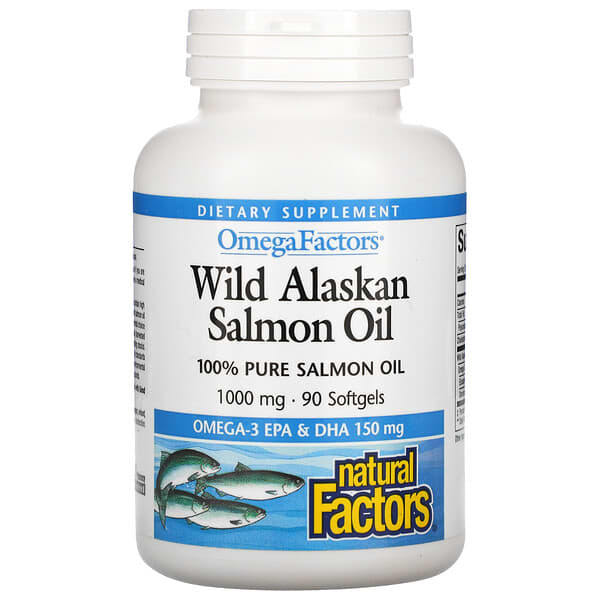 DIETARY SUPPLEMENT
OmegaFactors®
Wild Alaskan
Salmon Oil
100% PURE SALMON OIL
1000 mg · 90 Softgels
OMEGA-3 EPA & DHA 150 mg
natural
Factors®